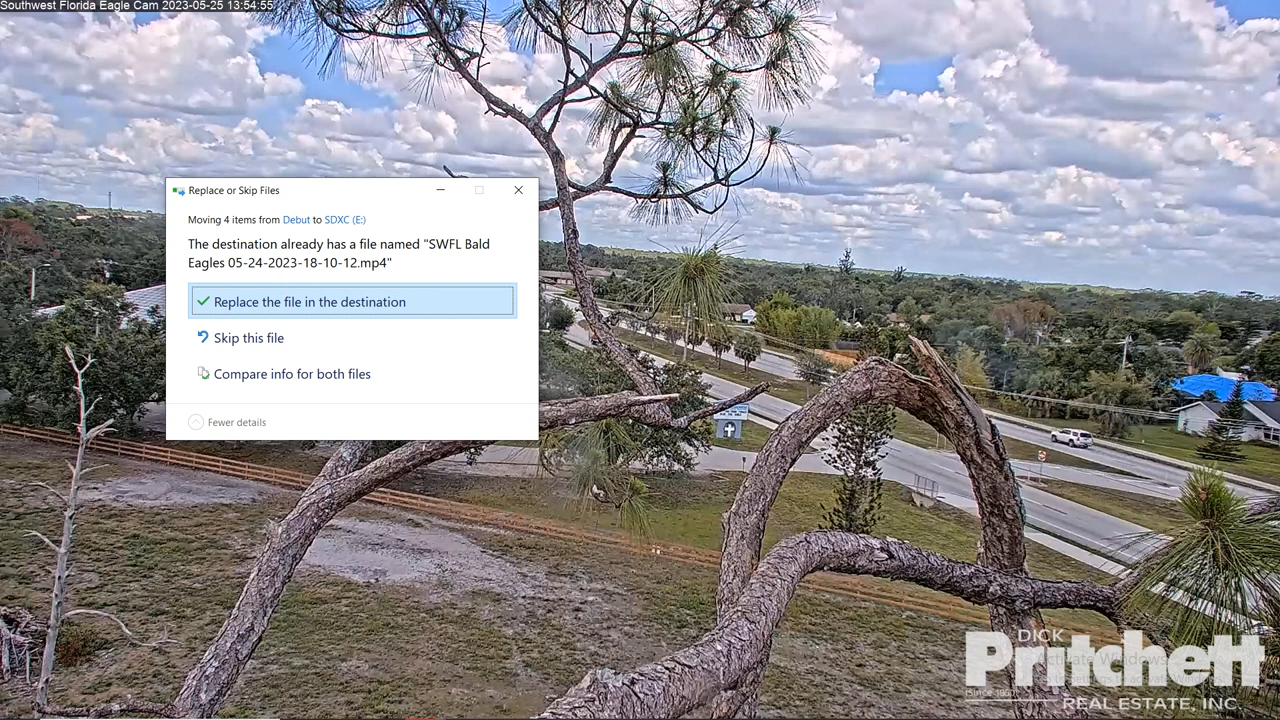 Southwest Florida Eagle Cam 2023-05-25 13:54:55
Replace or Skip Files
Moving 4 items from Debut to SDXC (E:)
The destination already has a file named "SWFL Bald
Eagles 05-24-2023-18-10-12.mp4"
Replace the file in the destination
Skip this file
Compare info for both files
Fewer details
DICK
Pritchett
(Since 1950)
REAL ESTATE, INC.